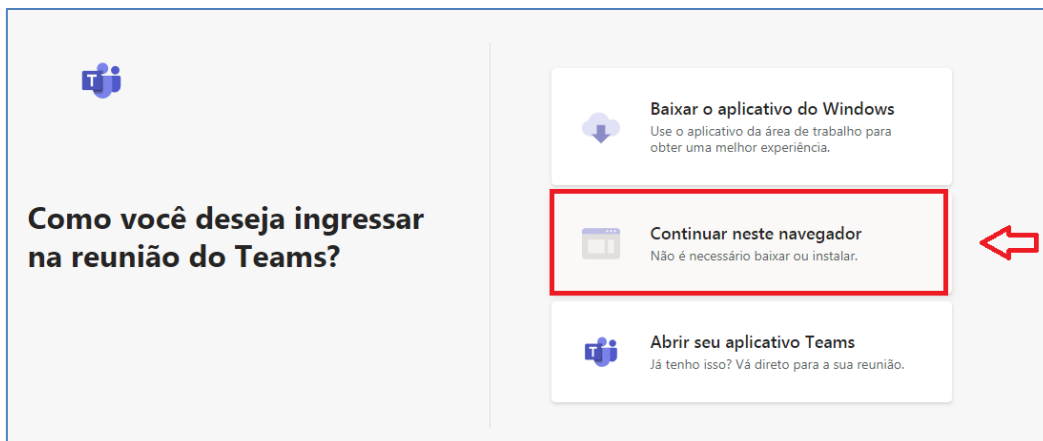 Como você deseja ingressar
na reunião do Teams?
Baixar o aplicativo do Windows
Use o aplicativo da área de trabalho para
obter uma melhor experiência.
Continuar neste navegador
Não é necessário baixar ou instalar.
Abrir seu aplicativo Teams
Já tenho isso? Vá direto para a sua reunião.